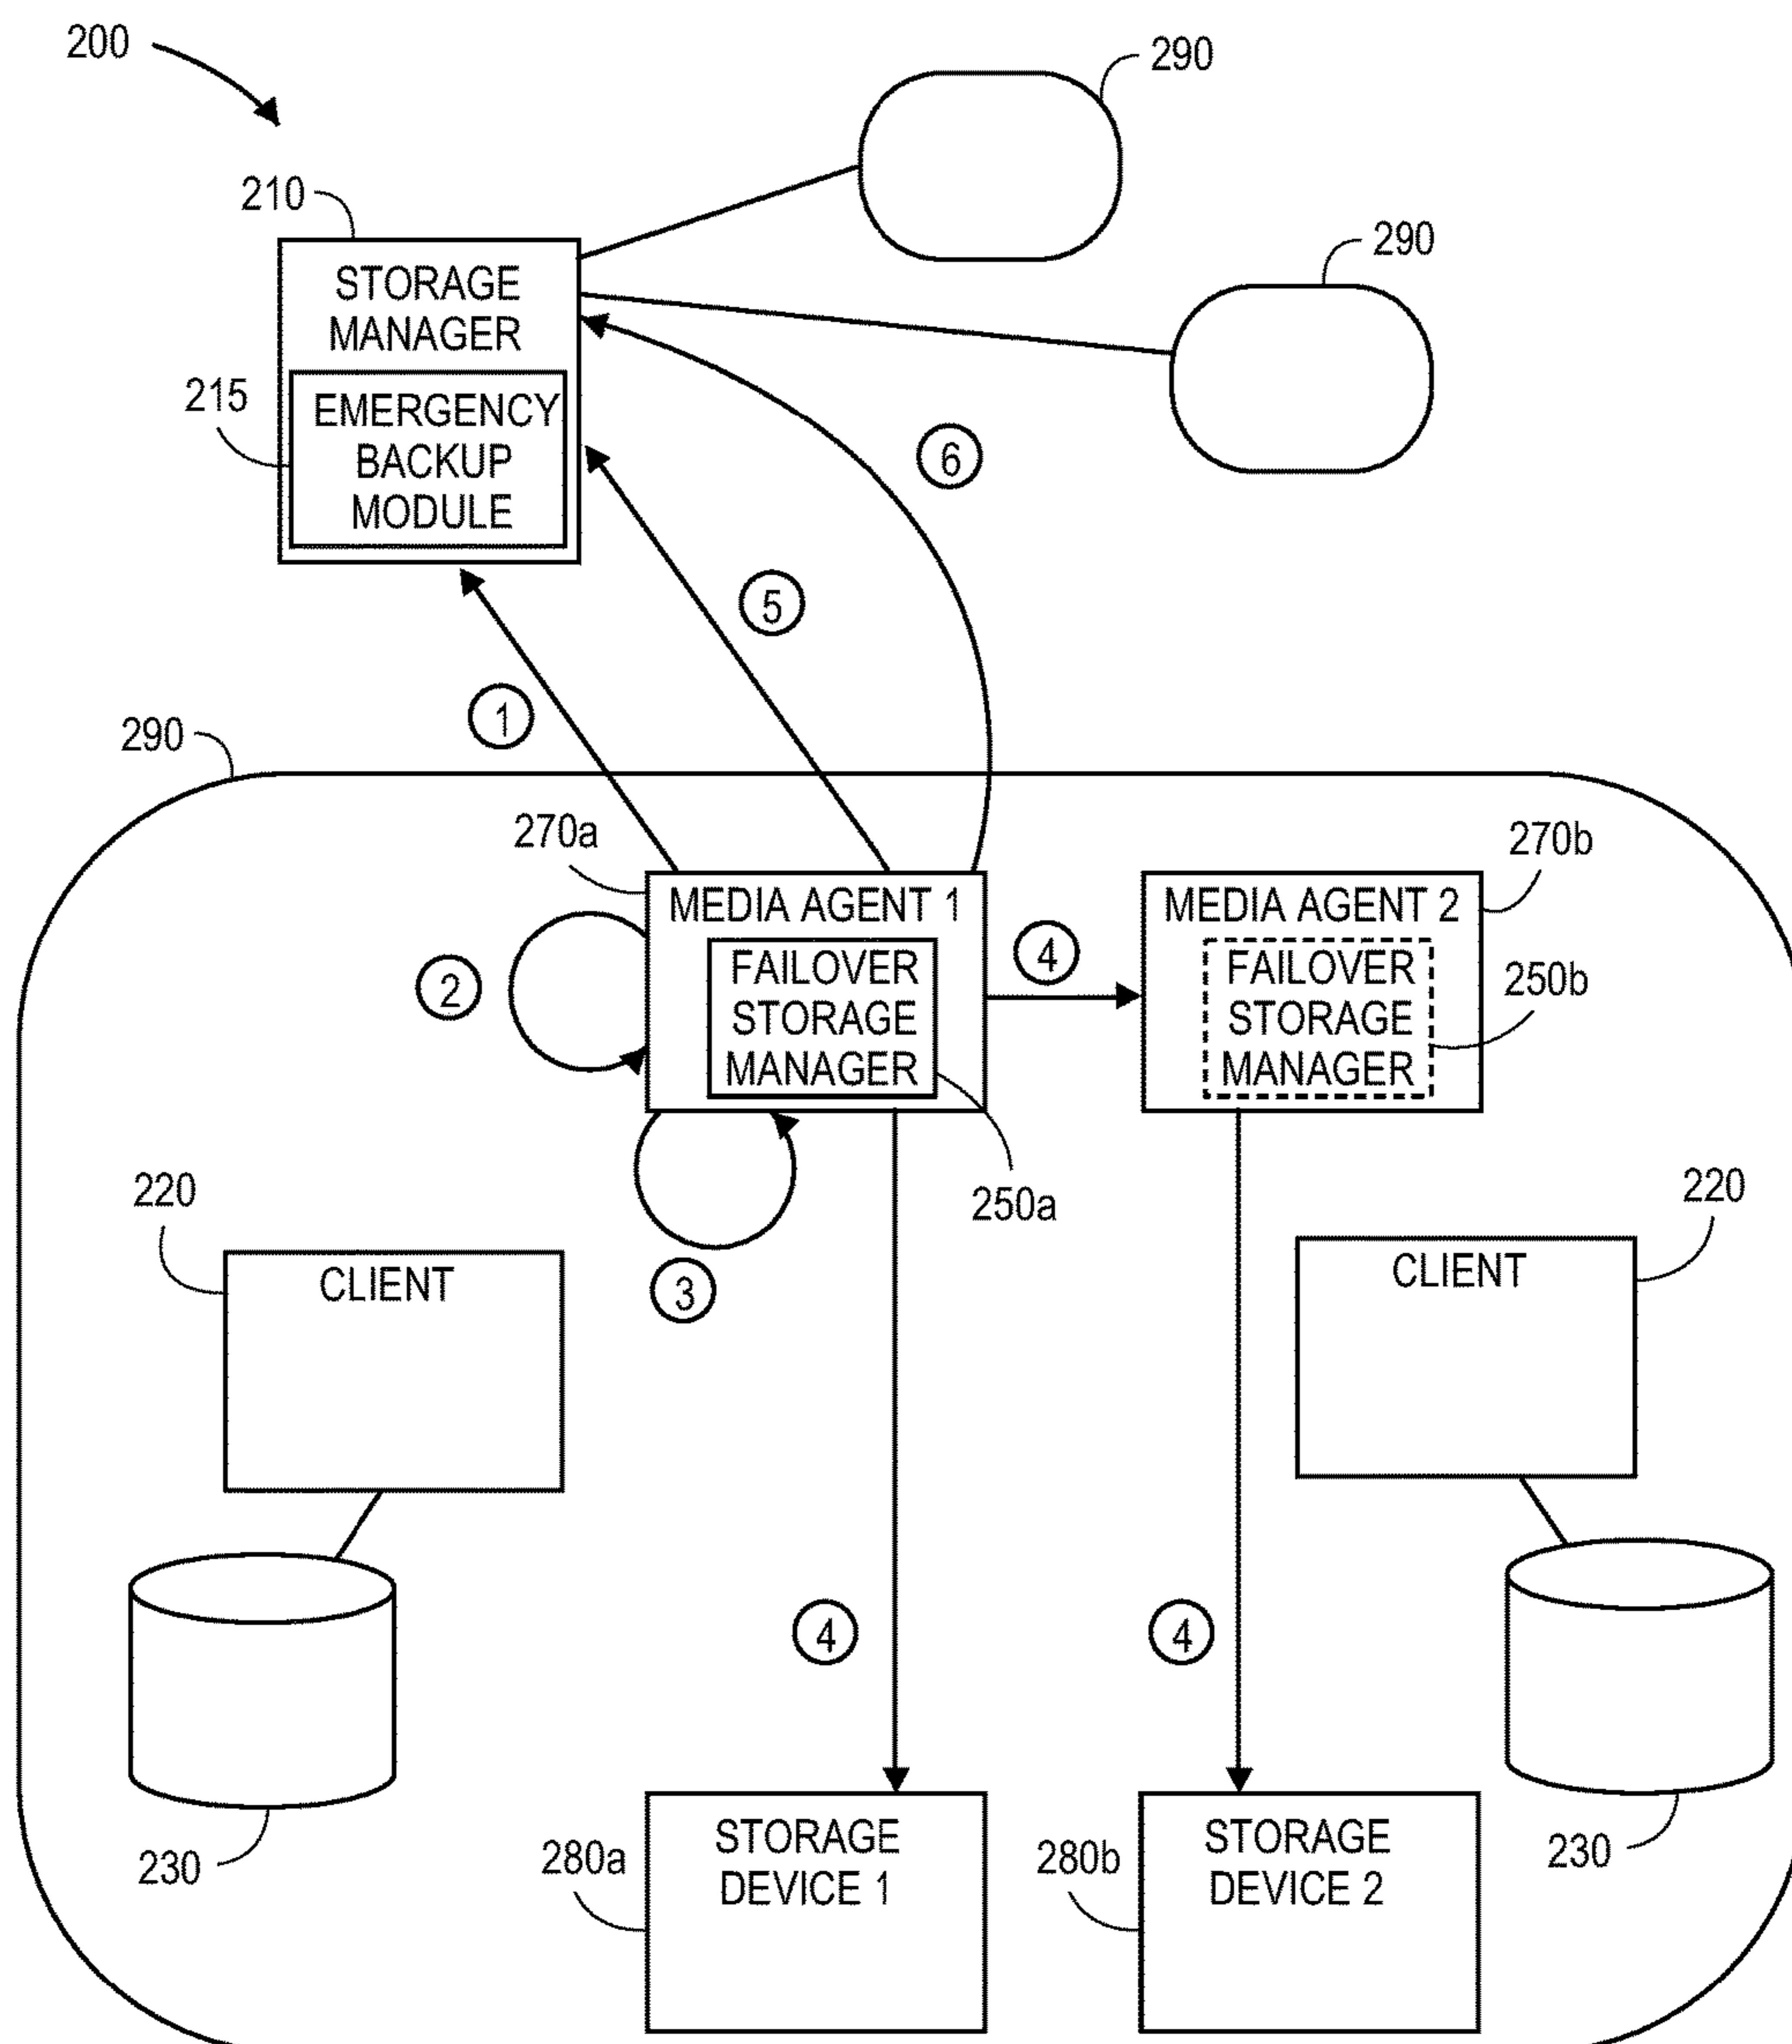 200
290
210
290
STORAGE
MANAGER
215
EMERGENCY
BACKUP
MODULE
6
5
1
290
270a
270b
MEDIA AGENT 1
MEDIA AGENT 2
4
2
FAILOVER
STORAGE
MANAGER
FAILOVER
STORAGE
MANAGER
250b
250a
220
220
CLIENT
CLIENT
3
4
4
230
230
280a
STORAGE
DEVICE 1
280b
STORAGE
DEVICE 2